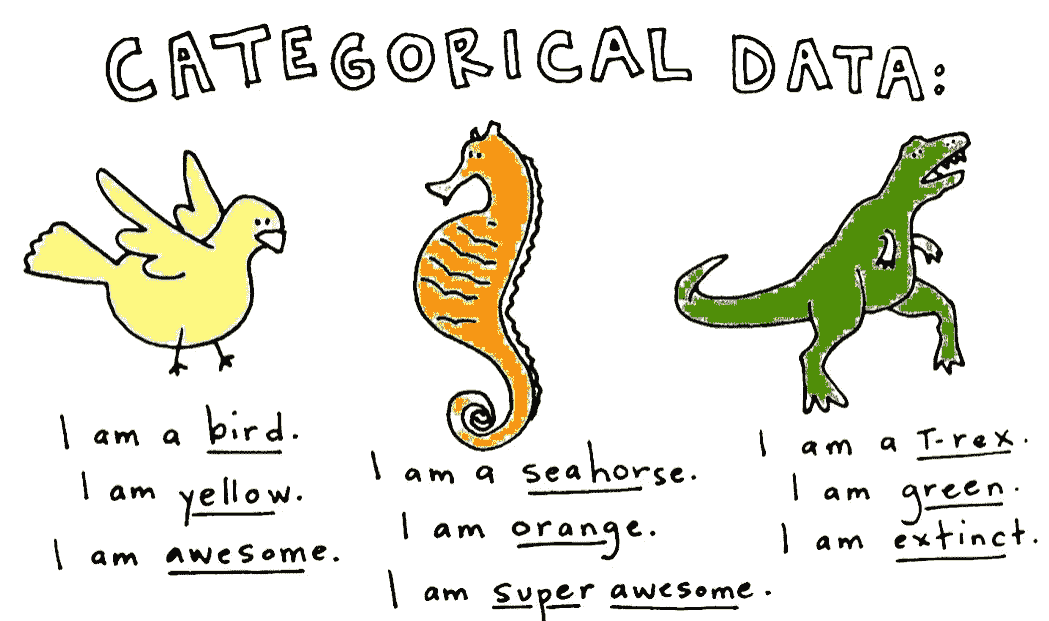 CATEGORICAL DATA:
I am a bird.
I am yellow.
I am awesome.
I am a seahorse.
I am orange.
I am super awesome.
I am a T-rex.
I am green.
I am extinct.